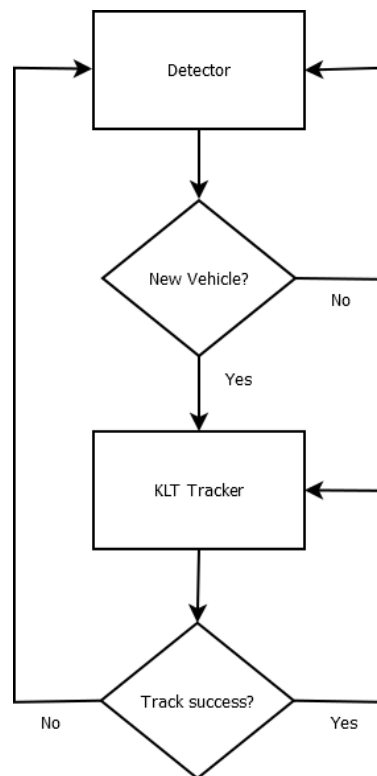 Detector
New Vehicle?
No
Yes
KLT Tracker
Track success?
No
Yes